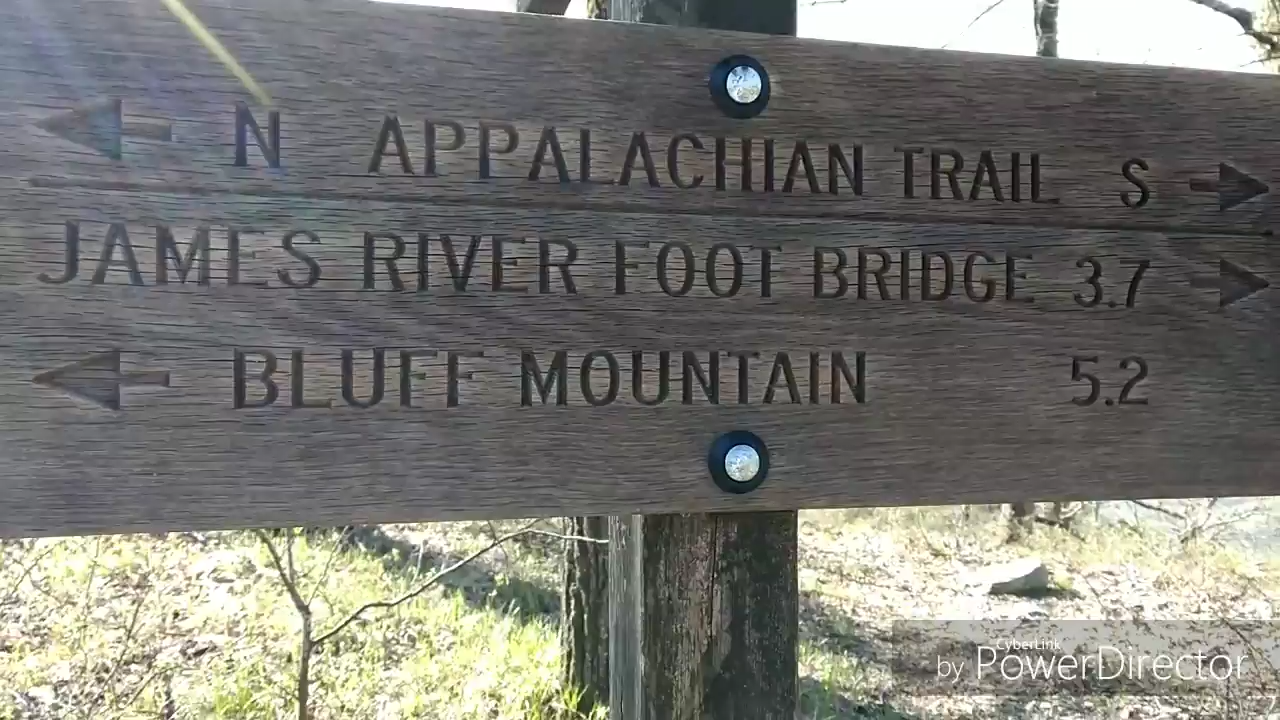 N APPALACHIAN TRAIL S
JAMES RIVER FOOT BRIDGE 3.7
BLUFF MOUNTAIN 5.2
CyberLink
by PowerDirector